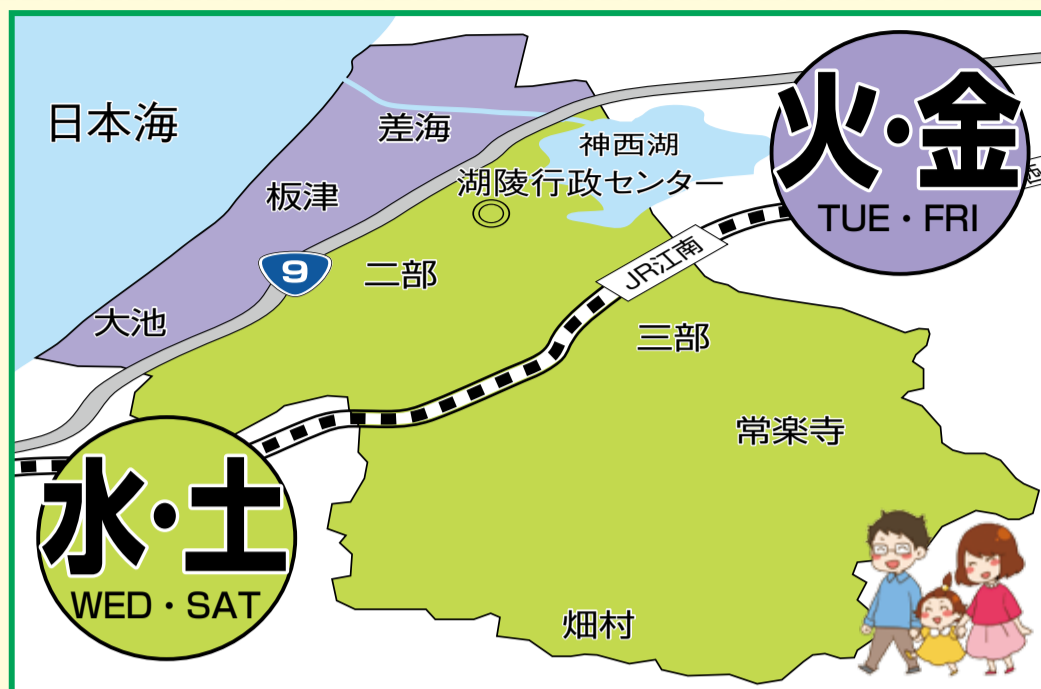 日本海
差海
神西湖
湖陵行政センター
板津
9
二部
大池
JR江南
三部
常楽寺
畑村
火・金
TUE・FRI
水・土
WED・SAT